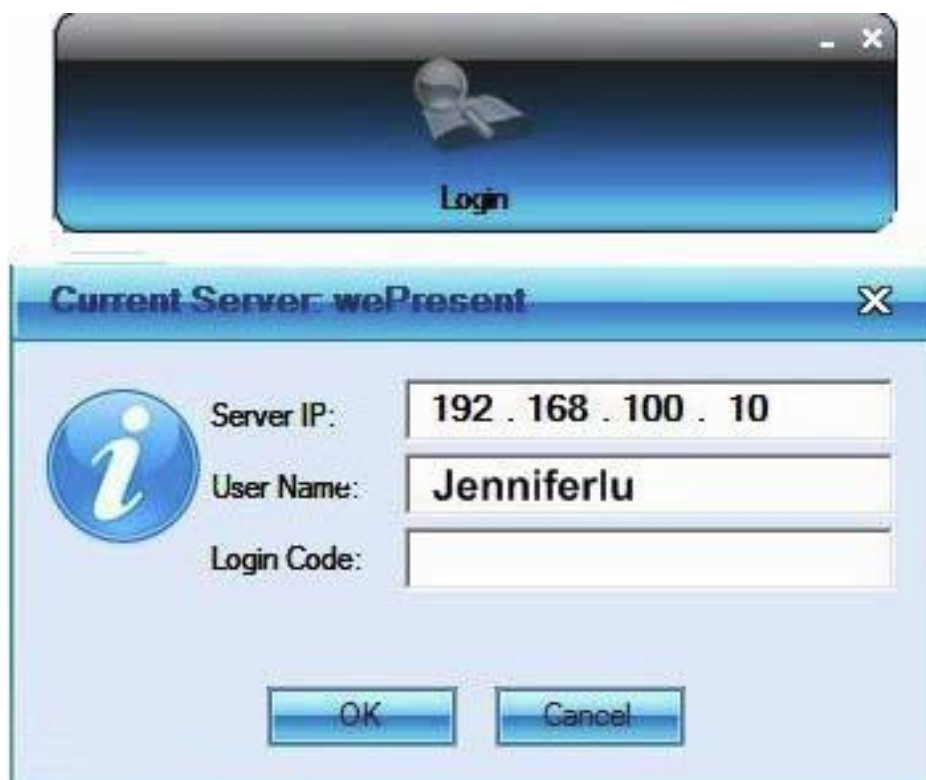 Login
Current Server: wePresent
Server IP: 192 . 168 . 100 . 10
User Name: Jenniferlu
Login Code:
OK Cancel